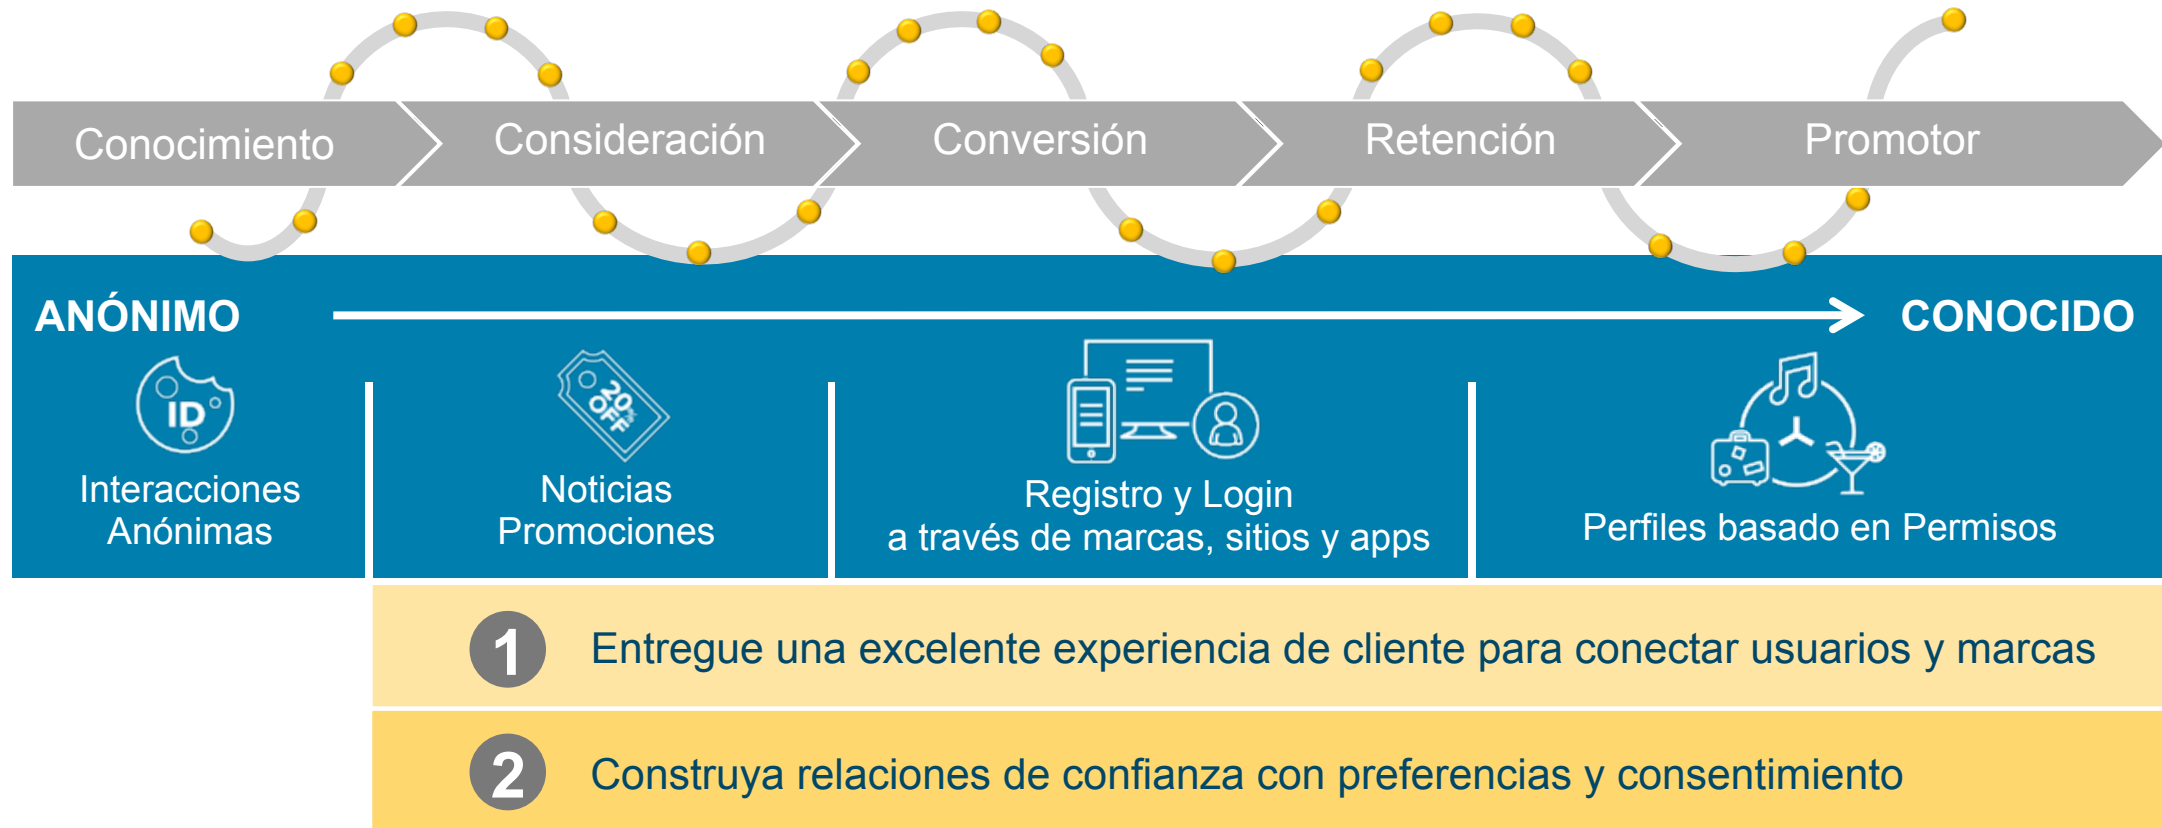 Conocimiento
Consideración
Conversión
Retención
Promotor
ANÓNIMO
CONOCIDO
ID
Interacciones
Anónimas
20
OFF
Noticias
Promociones
Registro y Login
a través de marcas, sitios y apps
Perfiles basado en Permisos
1
Entregue una excelente experiencia de cliente para conectar usuarios y marcas
2
Construya relaciones de confianza con preferencias y consentimiento